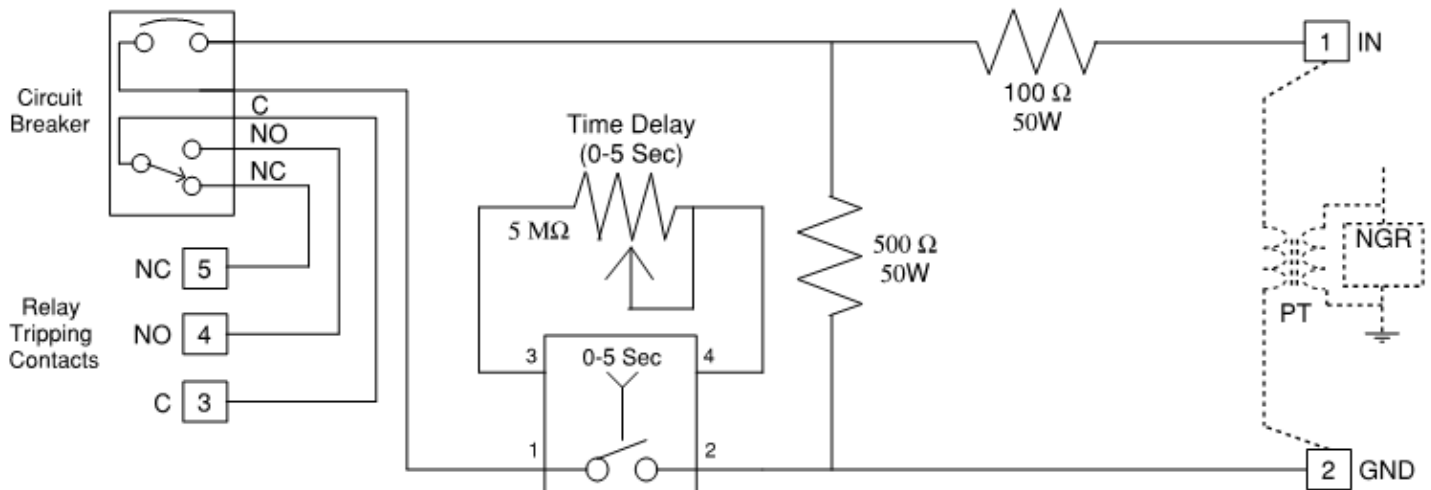 1 IN
100 Ω
50W
Circuit
Breaker
C
NO
NC
Time Delay
(0-5 Sec)
5 MΩ
500 Ω
50W
NGR
PT
NC 5
Relay
Tripping
Contacts
NO 4
C 3
3 0-5 Sec 4
1 2
2 GND